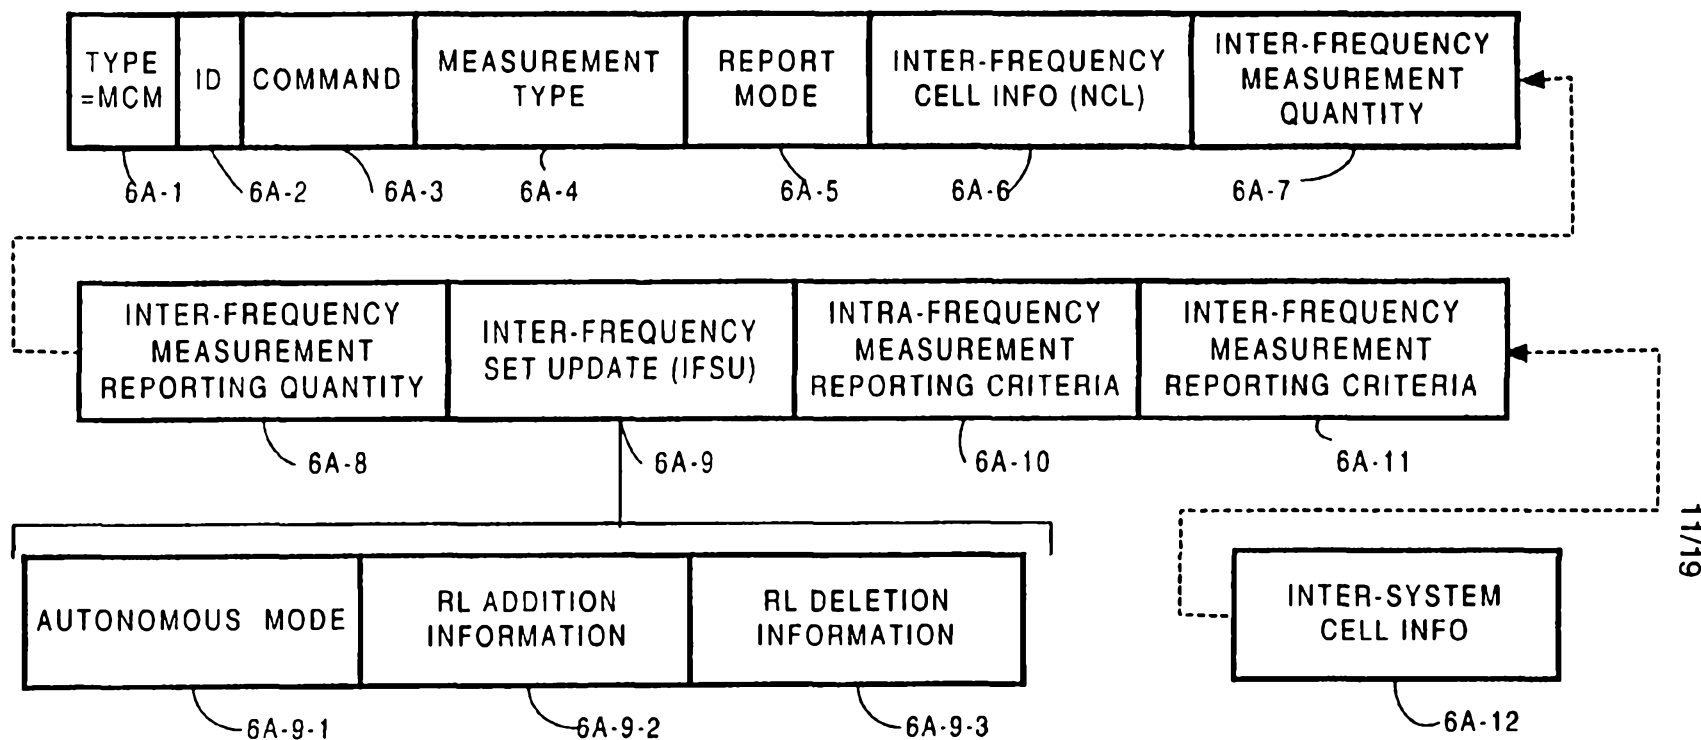 TYPE
=MCM
ID
COMMAND
MEASUREMENT
TYPE
REPORT
MODE
INTER-FREQUENCY
CELL INFO (NCL)
INTER-FREQUENCY
MEASUREMENT
QUANTITY
6A-1
6A-2
6A-3
6A-4
6A-5
6A-6
6A-7
INTER-FREQUENCY
MEASUREMENT
REPORTING QUANTITY
INTER-FREQUENCY
SET UPDATE (IFSU)
INTRA-FREQUENCY
MEASUREMENT
REPORTING CRITERIA
INTER-FREQUENCY
MEASUREMENT
REPORTING CRITERIA
6A-8
6A-9
6A-10
6A-11
11/19
AUTONOMOUS MODE
RL ADDITION
INFORMATION
RL DELETION
INFORMATION
INTER-SYSTEM
CELL INFO
6A-9-1
6A-9-2
6A-9-3
6A-12